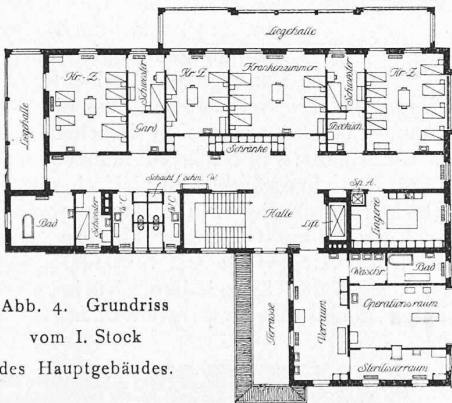 Liegehalle
Kr.-Z.
Schwester
Kr. Z.
Krankenzimmer
Schwester
Kr.-Z.
Liegehalle
Gard.
Theeküch.
Schränke
Schacht f. schm. W.
Sp. A.
Bad
Schwester
W C
W C
Halle
Lift
Lingerie
Waschr.
Bad
Abb. 4. Grundriss
vom I. Stock
des Hauptgebäudes.
Terrasse
Vorraum
Operationsraum
Sterilisierraum